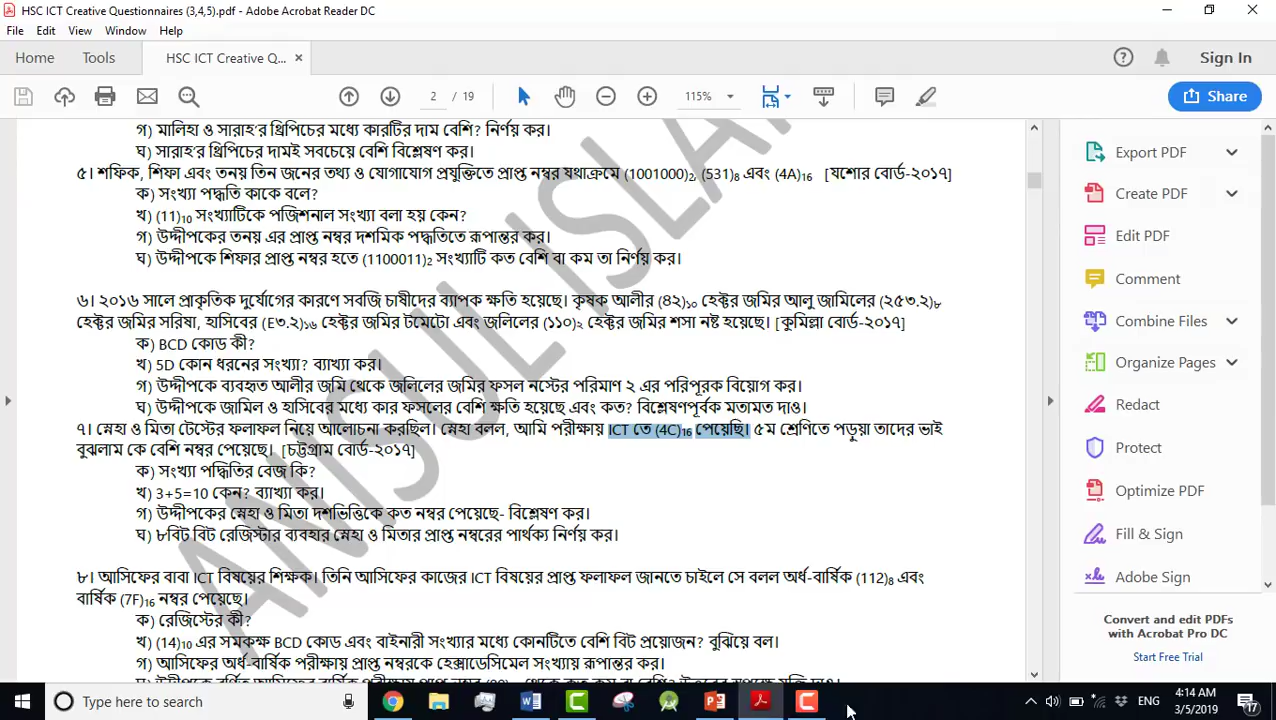 HSC ICT Creative Questionnaires (3,4,5).pdf - Adobe Acrobat Reader DC
File Edit View Window Help
Home Tools HSC ICT Creative Q... × Sign In
2 / 19 115% Share
গ) মালিহা ও সারাহ'র থ্রিপিচের মধ্যে কারটির দাম বেশি? নির্ণয় কর।
ঘ) সারাহ'র থ্রিপিচের দামই সবচেয়ে বেশি বিশ্লেষণ কর।
৫। শফিক, শিফা এবং তনয় তিন জনের তথ্য ও যোগাযোগ প্রযুক্তিতে প্রাপ্ত নম্বর যথাক্রমে (1001000)₂, (531)₈ এবং (4A)₁₆ [যশোর বোর্ড-২০১৭]
ক) সংখ্যা পদ্ধতি কাকে বলে?
খ) (11)₁₀ সংখ্যাটিকে পজিশনাল সংখ্যা বলা হয় কেন?
গ) উদ্দীপকের তনয় এর প্রাপ্ত নম্বর দশমিক পদ্ধতিতে রূপান্তর কর।
ঘ) উদ্দীপকে শিফার প্রাপ্ত নম্বর হতে (1100011)₂ সংখ্যাটি কত বেশি বা কম তা নির্ণয় কর।
৬। ২0১৬ সালে প্রাকৃতিক দুর্যোগের কারণে সবজি চাষীদের ব্যাপক ক্ষতি হয়েছে। কৃষক আলীর (৪২)₁₀ হেক্টর জমির আলু জামিলের (২৫৩.২)₈
হেক্টর জমির সরিষা, হাসিবের (E৩.২)₁₆ হেক্টর জমির টমেটো এবং জলিলের (১১০)₂ হেক্টর জমির শসা নষ্ট হয়েছে। [কুমিল্লা বোর্ড-২০১৭]
ক) BCD কোড কী?
খ) 5D কোন ধরনের সংখ্যা? ব্যাখ্যা কর।
গ) উদ্দীপকে ব্যবহৃত আলীর জমি থেকে জলিলের জমির ফসল নস্টের পরিমাণ ২ এর পরিপূরক বিয়োগ কর।
ঘ) উদ্দীপকে জামিল ও হাসিবের মধ্যে কার ফসলের বেশি ক্ষতি হয়েছে এবং কত? বিশ্লেষণপূর্বক মতামত দাও।
৭। স্নেহা ও মিতা টেস্টের ফলাফল নিয়ে আলোচনা করছিল। স্নেহা বলল, আমি পরীক্ষায় ICT তে (4C)₁₆ পেয়েছি। ৫ম শ্রেণিতে পড়ুয়া তাদের ভাই
বুঝলাম কে বেশি নম্বর পেয়েছে। [চট্টগ্রাম বোর্ড-২০১৭]
ক) সংখ্যা পদ্ধিতির বেজ কি?
খ) 3+5=10 কেন? ব্যাখ্যা কর।
গ) উদ্দীপকের স্নেহা ও মিতা দশভিত্তিকে কত নম্বর পেয়েছে- বিশ্লেষণ কর।
ঘ) ৮বিট বিট রেজিস্টার ব্যবহার স্নেহা ও মিতার প্রাপ্ত নম্বরের পার্থক্য নির্ণয় কর।
৮। আসিফের বাবা ICT বিষয়ের শিক্ষক। তিনি আসিফের কাজের ICT বিষয়ের প্রাপ্ত ফলাফল জানতে চাইলে সে বলল অর্ধ-বার্ষিক (112)₈ এবং
বার্ষিক (7F)₁₆ নম্বর পেয়েছে।
ক) রেজিস্টের কী?
খ) (14)₁₀ এর সমকক্ষ BCD কোড এবং বাইনারী সংখ্যার মধ্যে কোনটিতে বেশি বিট প্রয়োজন? বুঝিয়ে বল।
গ) আসিফের অর্ধ-বার্ষিক পরীক্ষায় প্রাপ্ত নম্বরকে হেক্সাডেসিমেল সংখ্যায় রূপান্তর কর।
ANISUL ISLA
Export PDF
Create PDF
Edit PDF
Comment
Combine Files
Organize Pages
Redact
Protect
Optimize PDF
Fill & Sign
Adobe Sign
Convert and edit PDFs
with Acrobat Pro DC
Start Free Trial
Type here to search
ENG 4:14 AM
3/5/2019
17